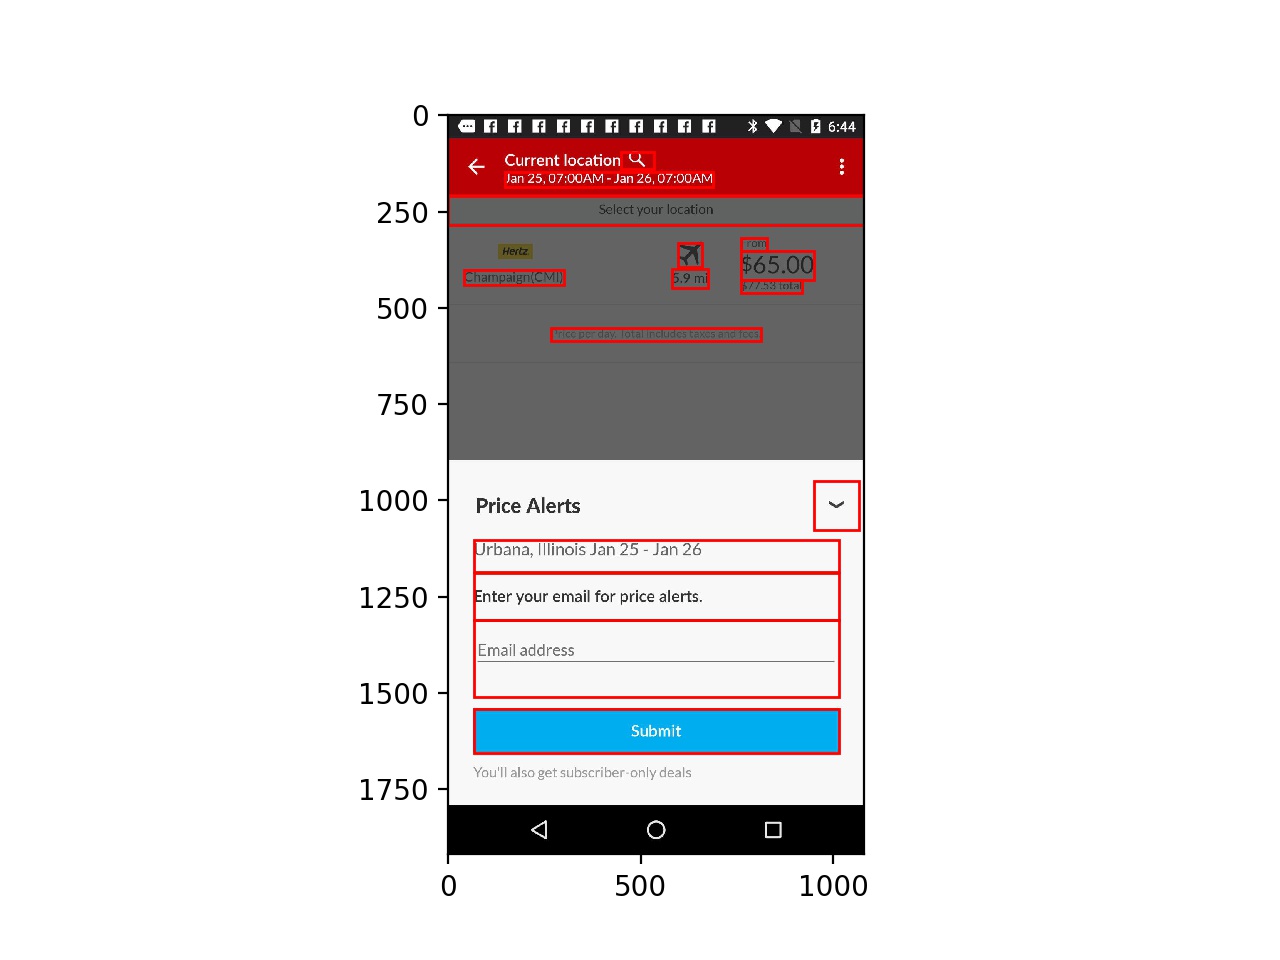 0
250
500
750
1000
1250
1500
1750
0
500
1000
6:44
Current location
Jan 25, 07:00AM - Jan 26, 07:00AM
Select your location
Hertz.
Champaign(CMI)
5.9 mi
rom
$65.00
$77.53 total
Price per day. Total includes taxes and fees
Price Alerts
Urbana, Illinois Jan 25 - Jan 26
Enter your email for price alerts.
Email address
Submit
You'll also get subscriber-only deals